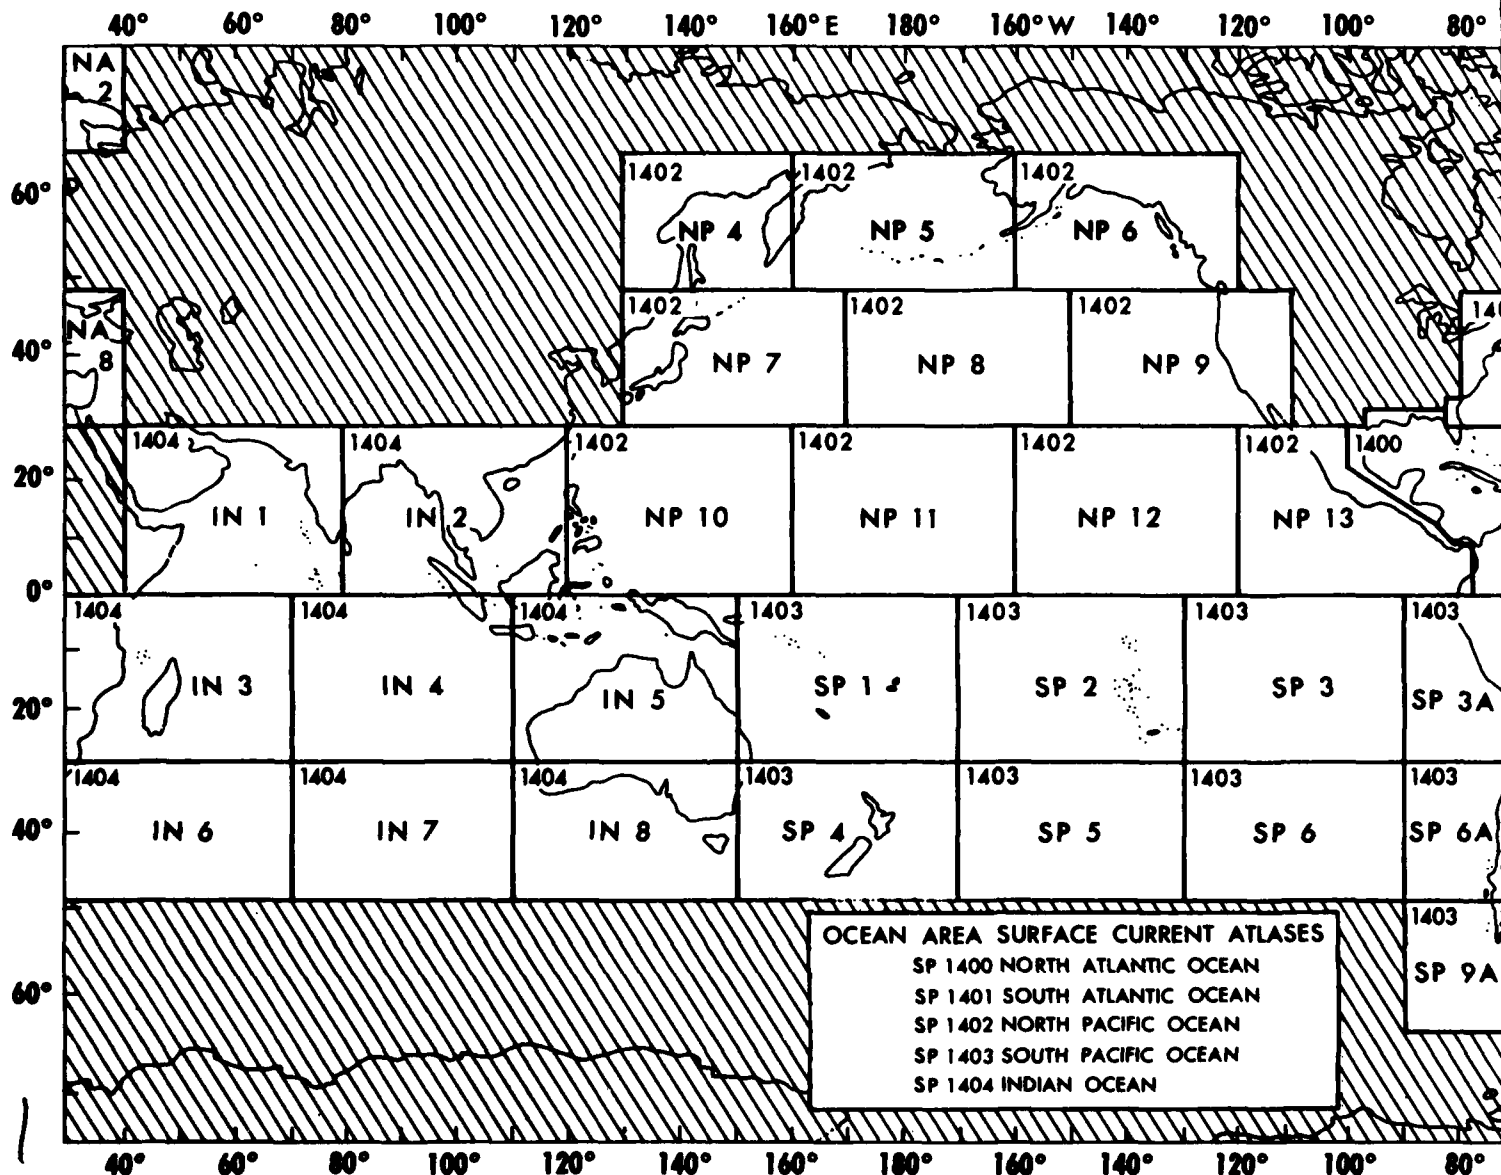 40° 60° 80° 100° 120° 140° 160° E 180° 160° W 140° 120° 100° 80°
NA
2
60°
1402 1402 1402
NP 4 NP 5 NP 6
1402 1402 1402
NA
8
40°
NP 7 NP 8 NP 9
1404 1404 1402 1402 1402 1402 1400
20°
IN 1 IN 2 NP 10 NP 11 NP 12 NP 13
0°
1404 1404 1404 1403 1403 1403 1403
IN 3 IN 4 IN 5 SP 1 SP 2 SP 3 SP 3A
20°
1404 1404 1404 1403 1403 1403 1403
40°
IN 6 IN 7 IN 8 SP 4 SP 5 SP 6 SP 6A
1403
SP 9A
60°
OCEAN AREA SURFACE CURRENT ATLASES
SP 1400 NORTH ATLANTIC OCEAN
SP 1401 SOUTH ATLANTIC OCEAN
SP 1402 NORTH PACIFIC OCEAN
SP 1403 SOUTH PACIFIC OCEAN
SP 1404 INDIAN OCEAN
40° 60° 80° 100° 120° 140° 160° 180° 160° 140° 120° 100° 80°